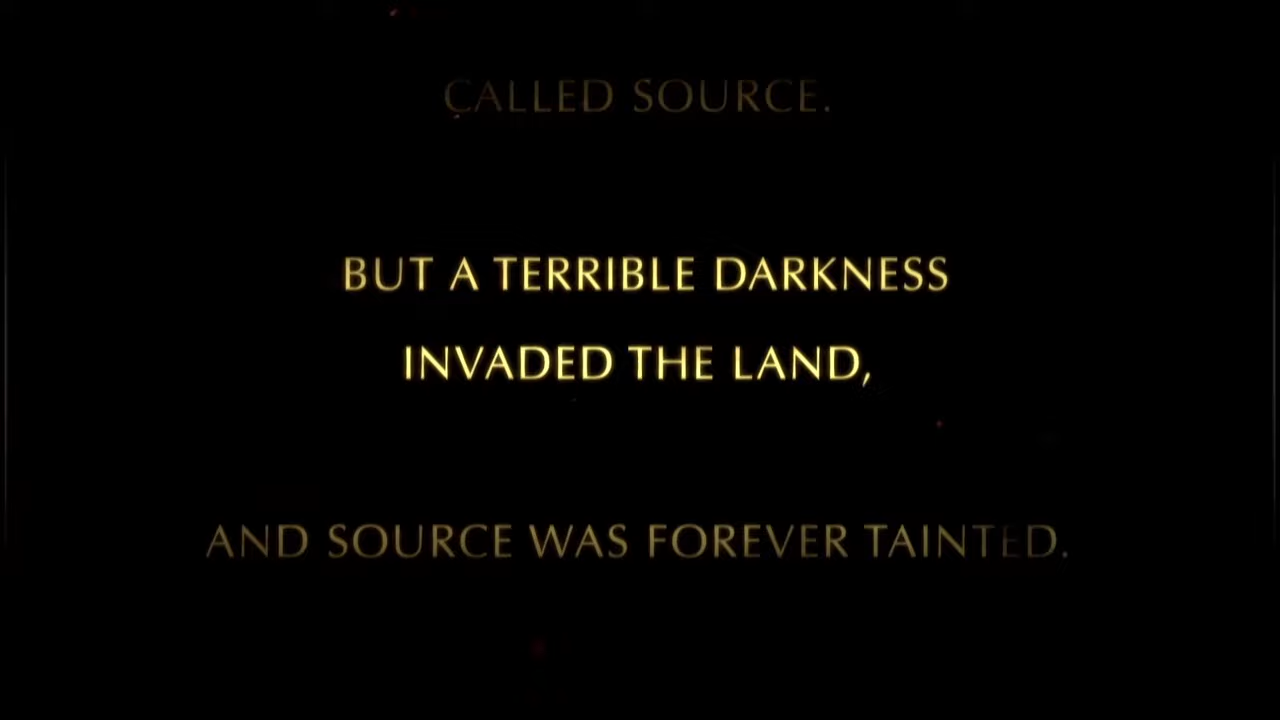 CALLED SOURCE.
BUT A TERRIBLE DARKNESS
INVADED THE LAND,
AND SOURCE WAS FOREVER TAINTED.